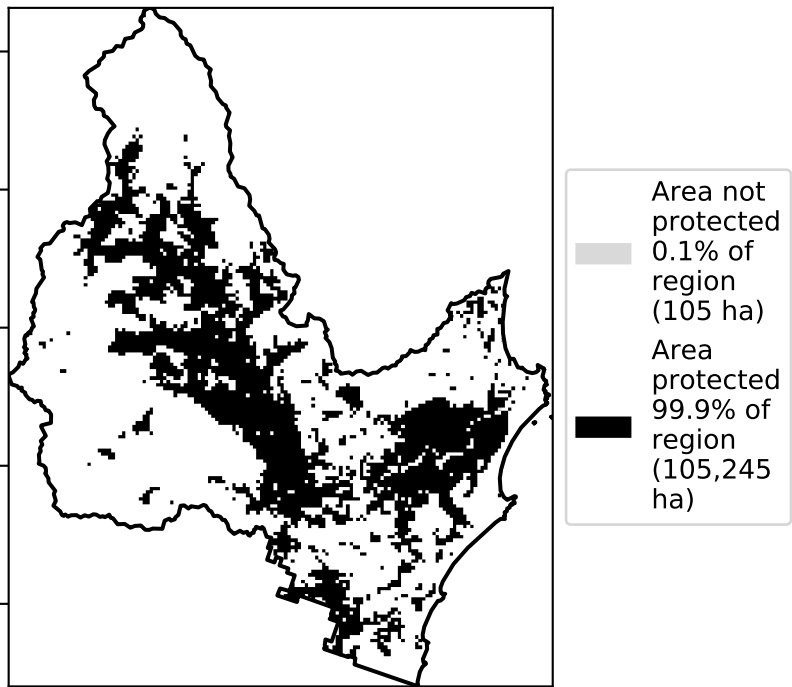 Area not
protected
0.1% of
region
(105 ha)
Area
protected
99.9% of
region
(105,245
ha)